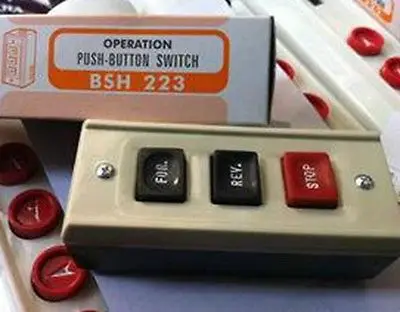 OPERATION
PUSH-BUTTON SWITCH
BSH 223
FOR.
REV.
STOP